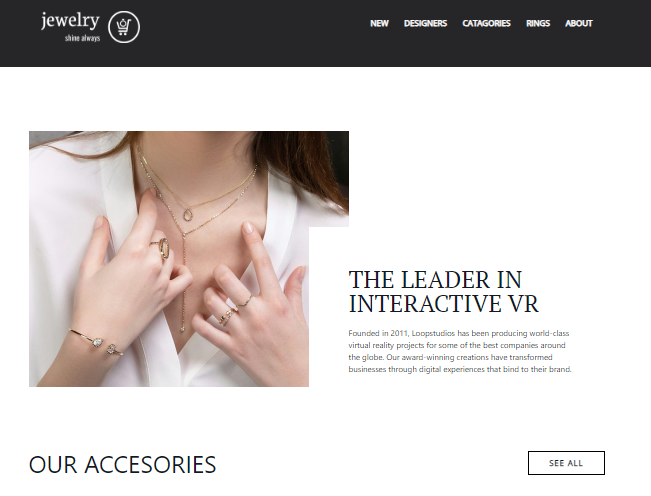 jewelry
shine always
NEW DESIGNERS CATAGORIES RINGS ABOUT
THE LEADER IN
INTERACTIVE VR
Founded in 2011, Loopstudios has been producing world-class
virtual reality projects for some of the best companies around
the globe. Our award-winning creations have transformed
businesses through digital experiences that bind to their brand.
OUR ACCESORIES
SEE ALL